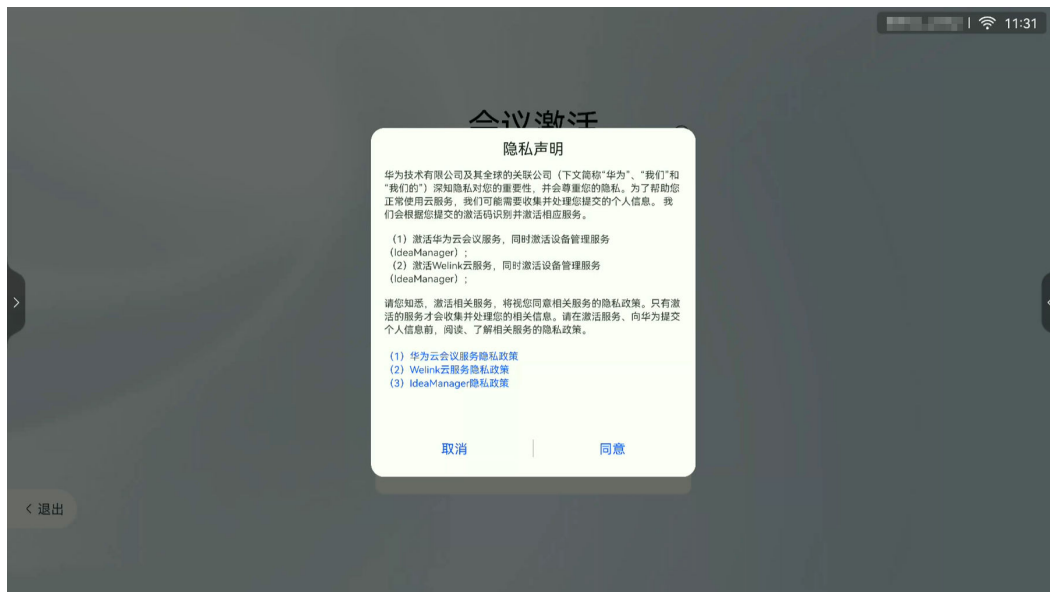 11:31
会议激活
隐私声明
华为技术有限公司及其全球的关联公司（下文简称“华为”、“我们”和
“我们的”）深知隐私对您的重要性，并会尊重您的隐私。为了帮助您
正常使用云服务，我们可能需要收集并处理您提交的个人信息。 我
们会根据您提交的激活码识别并激活相应服务。
（1）激活华为云会议服务，同时激活设备管理服务
（IdeaManager）;
（2）激活Welink云服务，同时激活设备管理服务
（IdeaManager）;
请您知悉，激活相关服务，将视您同意相关服务的隐私政策。只有激
活的服务才会收集并处理您的相关信息。请在激活服务、向华为提交
个人信息前，阅读、了解相关服务的隐私政策。
（1）华为云会议服务隐私政策
（2）Welink云服务隐私政策
（3）IdeaManager隐私政策
取消
同意
退出